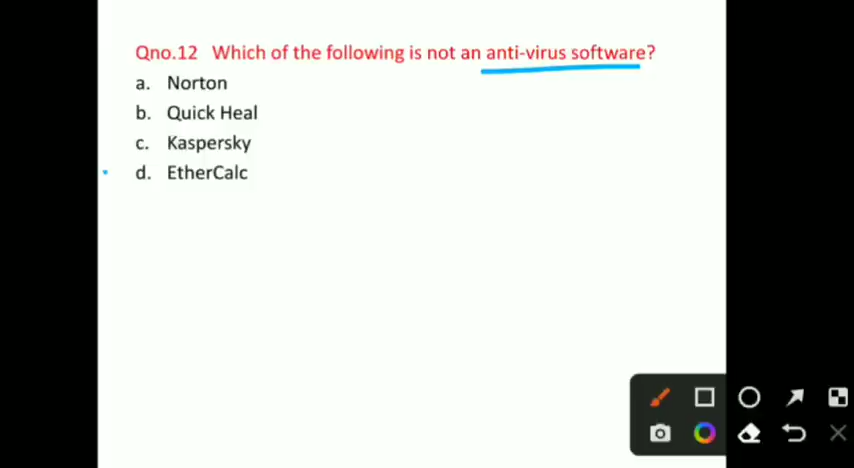 Qno.12 Which of the following is not an anti-virus software?
a. Norton
b. Quick Heal
c. Kaspersky
d. EtherCalc